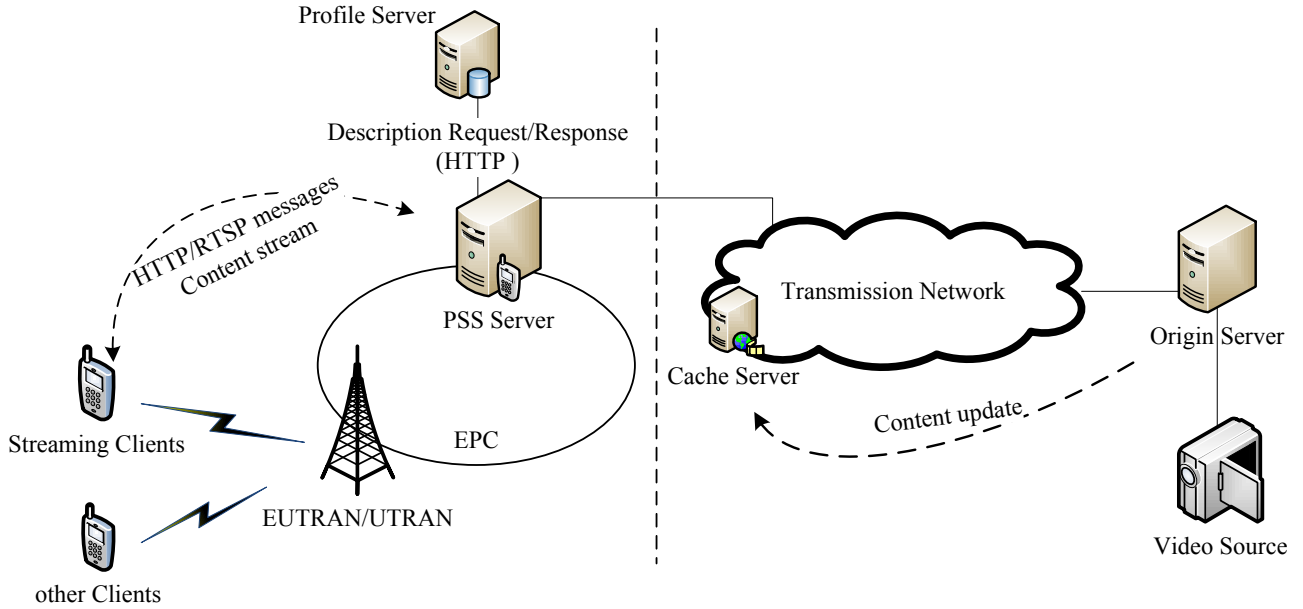 Profile Server
Description Request/Response
(HTTP )
HTTP/RTSP messages
Content stream
PSS Server
Transmission Network
Cache Server
Origin Server
Content update
Streaming Clients
EPC
EUTRAN/UTRAN
Video Source
other Clients